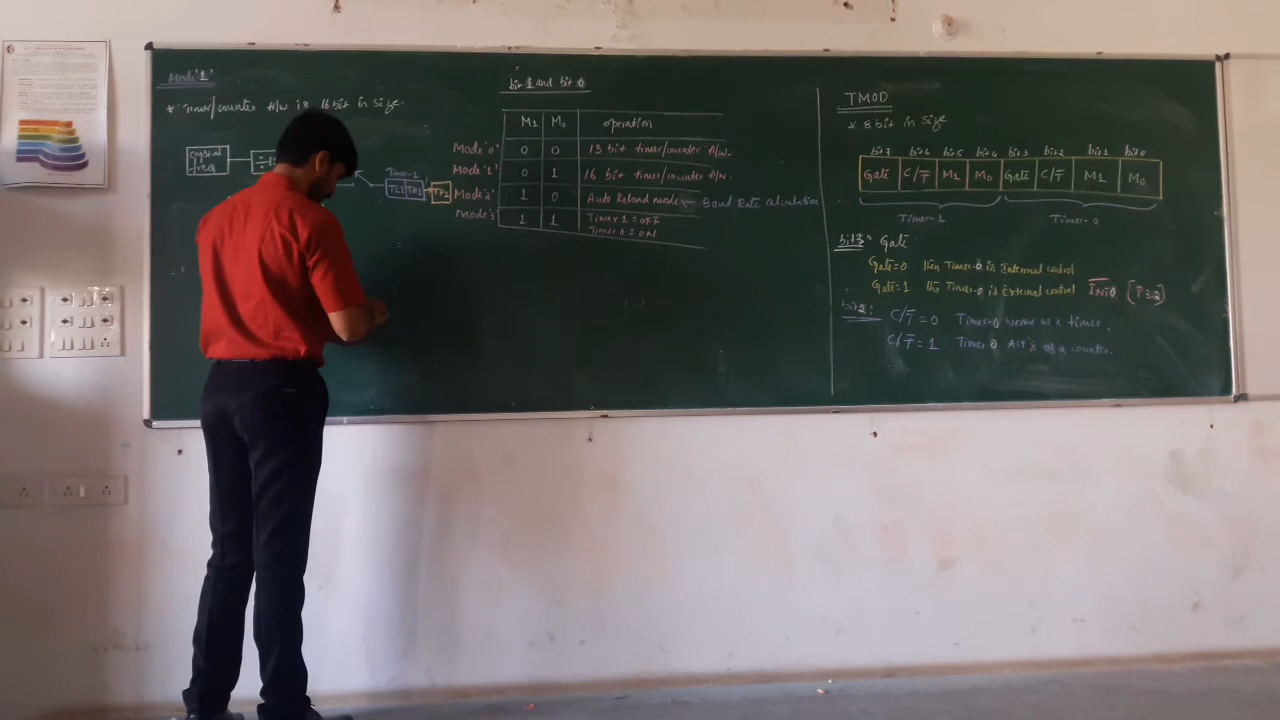 Mode '1'
* Timer/counter H/W is 16 bit in size.
Crystal
freq
Timer-1
TL1 TH1 TF1
bit 1 and bit 0
M1 M0 operation
Mode '0' 0 0 13 bit timer/counter H/w.
Mode '1' 0 1 16 bit timer/counter H/w.
Mode '2' 1 0 Auto Reload mode — Baud Rate calculation
Mode '3' 1 1 Timer 1 = OFF
Timer 0 = ON
TMOD
* 8 bit in size
bit7 bit6 bit5 bit4 bit3 bit2 bit1 bit0
Gate C/T̅ M1 M0 Gate C/T̅ M1 M0
Timer-1 Timer-0
bit3 = Gate
Gate=0 then Timer-0 is Internal control
Gate=1 the Timer-0 is External control I̅N̅T̅0̅ [P3.2]
bit2:
C/T̅ = 0 Timer-0 works as a timer.
C/T̅ = 1 Timer-0 as a counter.